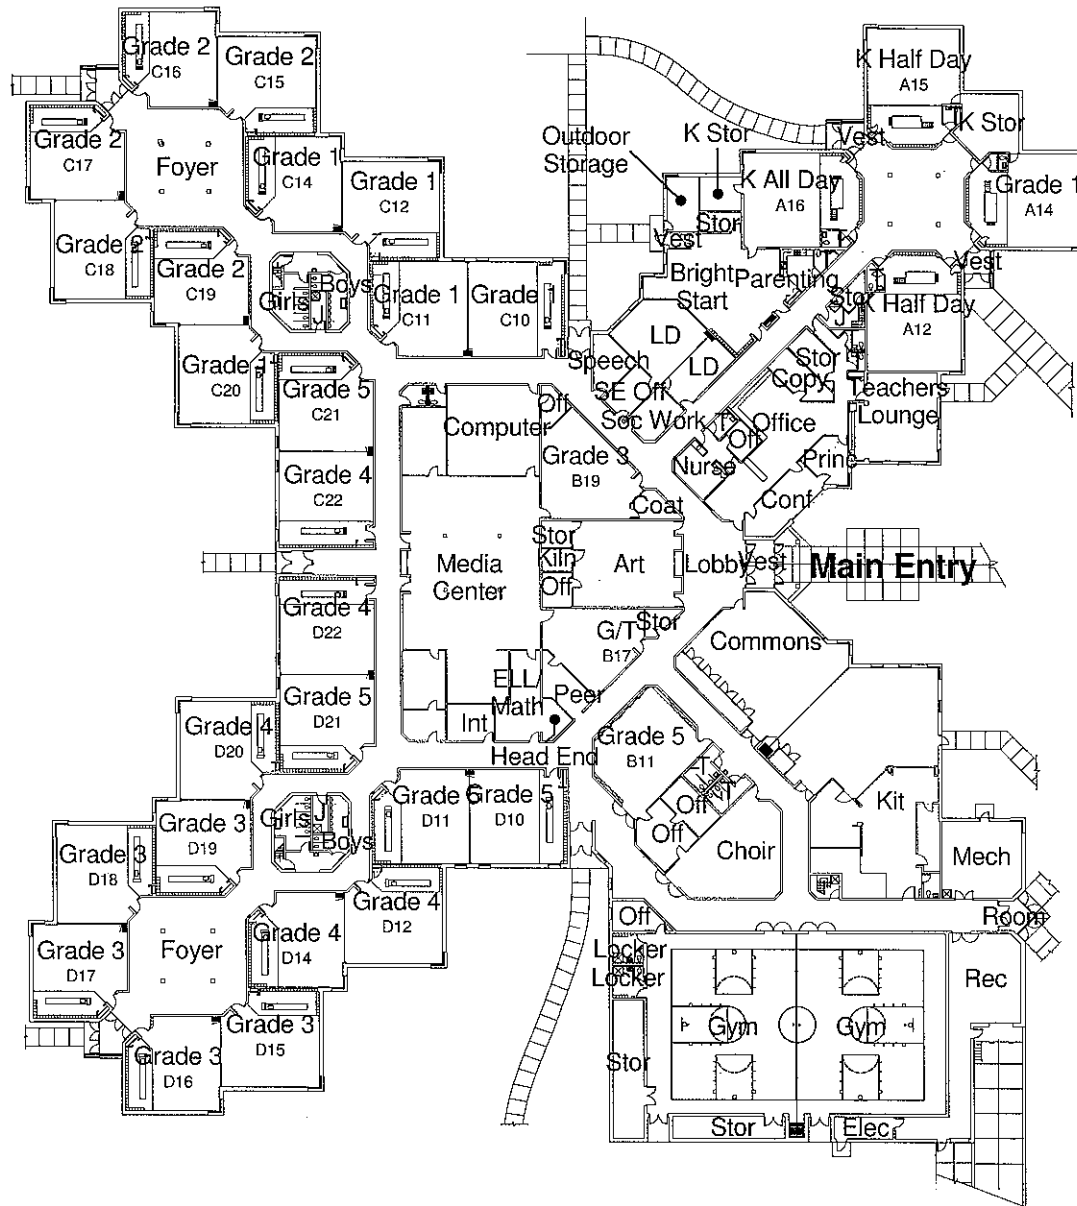 Grade 2
C16
Grade 2
C15
K Half Day
A15
Grade 2
C17
Foyer
Grade 1
C14
Grade 1
C12
Outdoor
Storage
K Stor
Vest
K Stor
K All Day
A16
Grade 1
A14
Stor
Vest
Grade 2
C18
Grade 2
C19
Girls
Boys
J
Grade 1
C11
Grade 1
C10
Bright
Start
Parenting
T
T
Vest
Stor
J
T
K Half Day
A12
LD
LD
Speech
SE Off
Soc Work
T
Stor
Copy
Teachers
Lounge
Grade 1
C20
Grade 5
C21
Computer
Off
Office
Off
Grade 3
B19
Nurse
Prin
Grade 4
C22
Coat
Conf
Stor
Kiln
Off
Art
Lobby
Vest
Main Entry
Media
Center
Grade 4
D22
G/T
B17
Stor
Commons
Grade 5
D21
ELL/
Math
Peer
Int
Head End
Grade 4
D20
Grade 5
B11
T
J
T
Off
Off
Choir
Kit
Mech
Room
Grade 3
D19
Girls
J
Boys
Grade 6
D11
Grade 5
D10
Grade 3
D18
Grade 4
D12
Grade 3
D17
Foyer
Grade 4
D14
Off
Locker
Locker
Rec
Grade 3
D16
Grade 3
D15
Gym
Gym
Stor
Stor
Elec